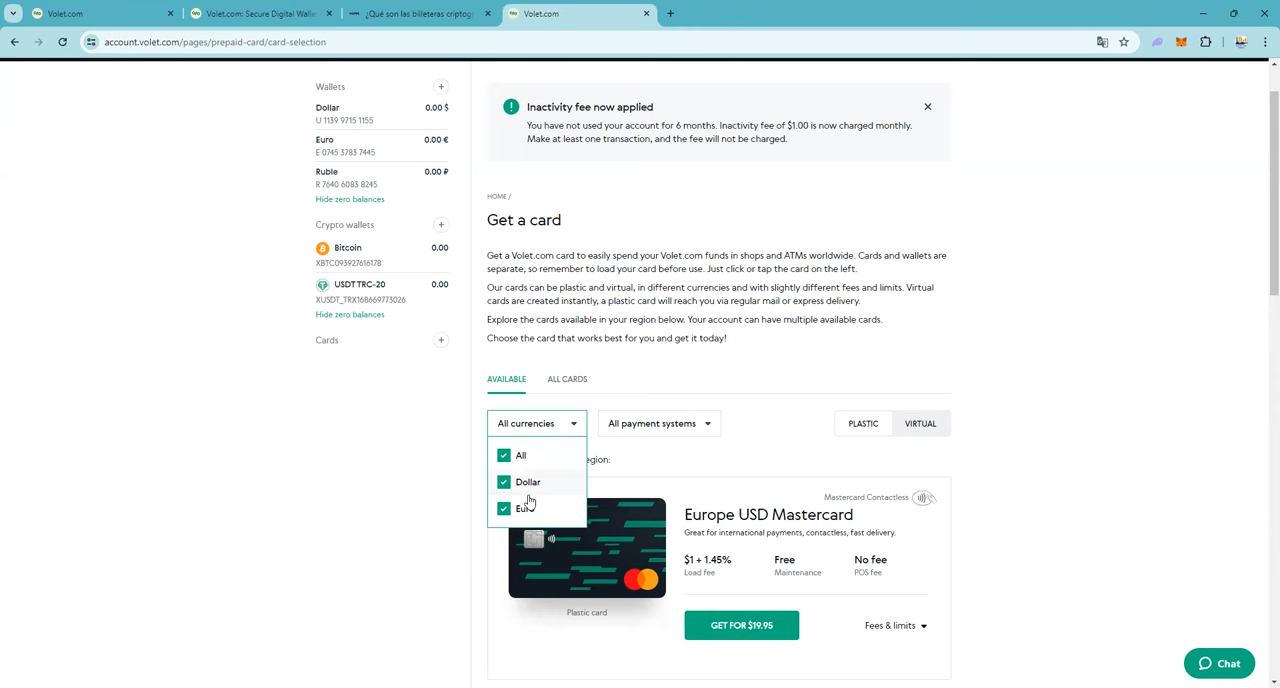 Volet.com
Volet.com: Secure Digital Walle
¿Qué son las billeteras criptog
Volet.com
account.volet.com/pages/prepaid-card/card-selection
Wallets
Dollar 0.00 $
U 1139 9715 1155
Euro 0.00 €
E 0745 3783 7445
Ruble 0.00 ₽
R 7640 6083 8245
Hide zero balances
Crypto wallets
Bitcoin 0.00
XBTC093927616178
USDT TRC-20 0.00
XUSDT_TRX168669773026
Hide zero balances
Cards
Inactivity fee now applied
You have not used your account for 6 months. Inactivity fee of $1.00 is now charged monthly.
Make at least one transaction, and the fee will not be charged.
HOME /
Get a card
Get a Volet.com card to easily spend your Volet.com funds in shops and ATMs worldwide. Cards and wallets are
separate, so remember to load your card before use. Just click or tap the card on the left.
Our cards can be plastic and virtual, in different currencies and with slightly different fees and limits. Virtual
cards are created instantly, a plastic card will reach you via regular mail or express delivery.
Explore the cards available in your region below. Your account can have multiple available cards.
Choose the card that works best for you and get it today!
AVAILABLE ALL CARDS
All currencies All payment systems PLASTIC VIRTUAL
All
Dollar
egion:
Mastercard Contactless
Europe USD Mastercard
Great for international payments, contactless, fast delivery.
$1 + 1.45% Free No fee
Load fee Maintenance POS fee
Plastic card
GET FOR $19.95 Fees & limits
Chat